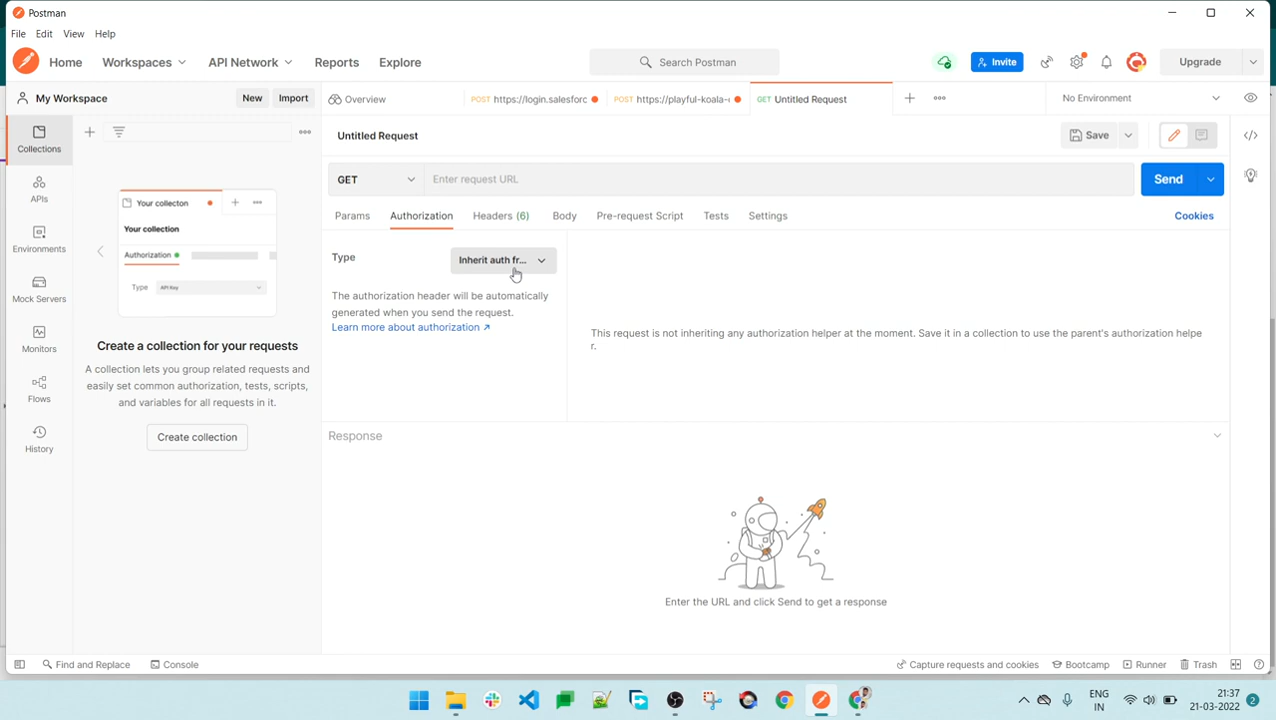 Postman
File Edit View Help
Home Workspaces API Network Reports Explore Search Postman Invite Upgrade
My Workspace New Import Overview POST https://login.salesforc POST https://playful-koala- GET Untitled Request No Environment
Collections
APIs
Environments
Mock Servers
Monitors
Flows
History
Your collecton
Your collection
Authorization
Type API Key
Create a collection for your requests
A collection lets you group related requests and
easily set common authorization, tests, scripts,
and variables for all requests in it.
Create collection
Untitled Request Save
GET Enter request URL Send
Params Authorization Headers (6) Body Pre-request Script Tests Settings Cookies
Type Inherit auth fr...
The authorization header will be automatically
generated when you send the request.
Learn more about authorization ↗
This request is not inheriting any authorization helper at the moment. Save it in a collection to use the parent's authorization helpe
r.
Response
Enter the URL and click Send to get a response
Find and Replace Console Capture requests and cookies Bootcamp Runner Trash
ENG
IN
21:37
21-03-2022
2